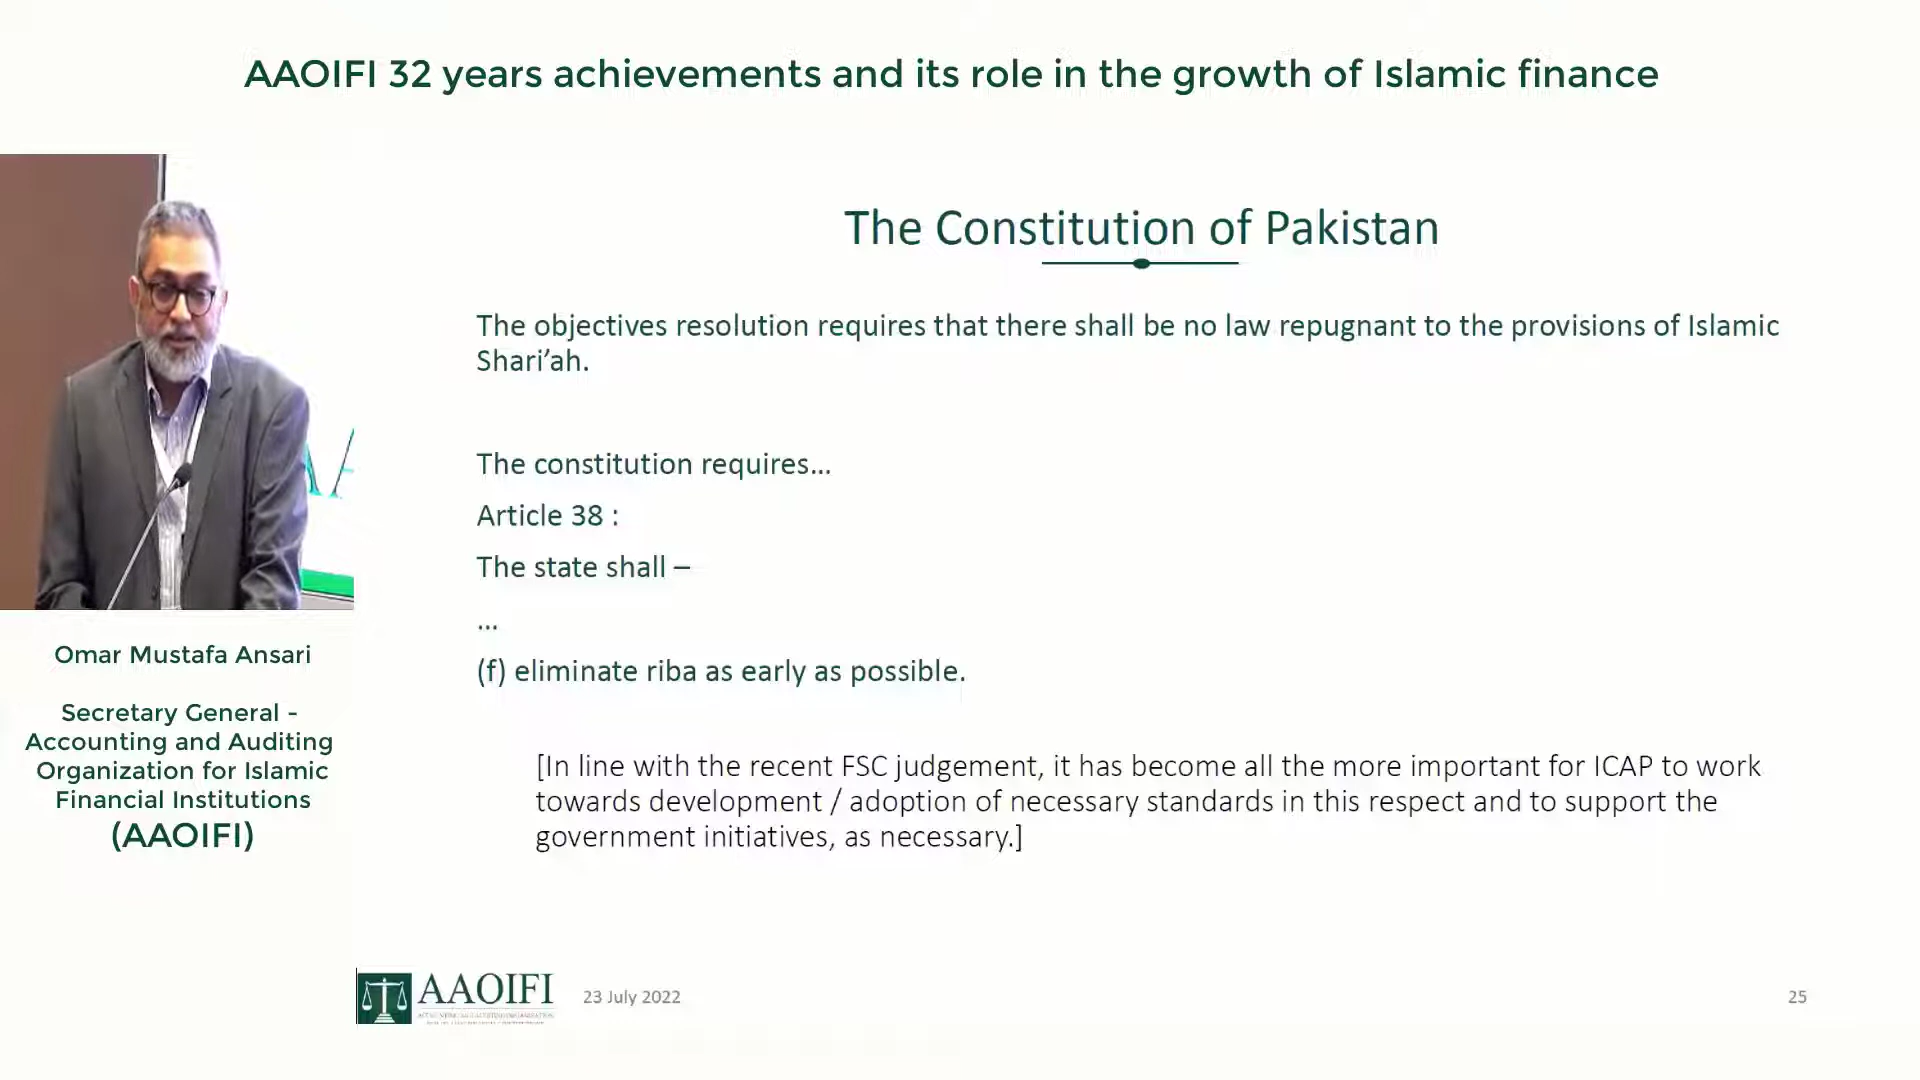 AAOIFI 32 years achievements and its role in the growth of Islamic finance
The Constitution of Pakistan
The objectives resolution requires that there shall be no law repugnant to the provisions of Islamic
Shari’ah.
The constitution requires...
Article 38 :
The state shall –
...
(f) eliminate riba as early as possible.
[In line with the recent FSC judgement, it has become all the more important for ICAP to work
towards development / adoption of necessary standards in this respect and to support the
government initiatives, as necessary.]
Omar Mustafa Ansari
Secretary General -
Accounting and Auditing
Organization for Islamic
Financial Institutions
(AAOIFI)
AAOIFI
23 July 2022
25